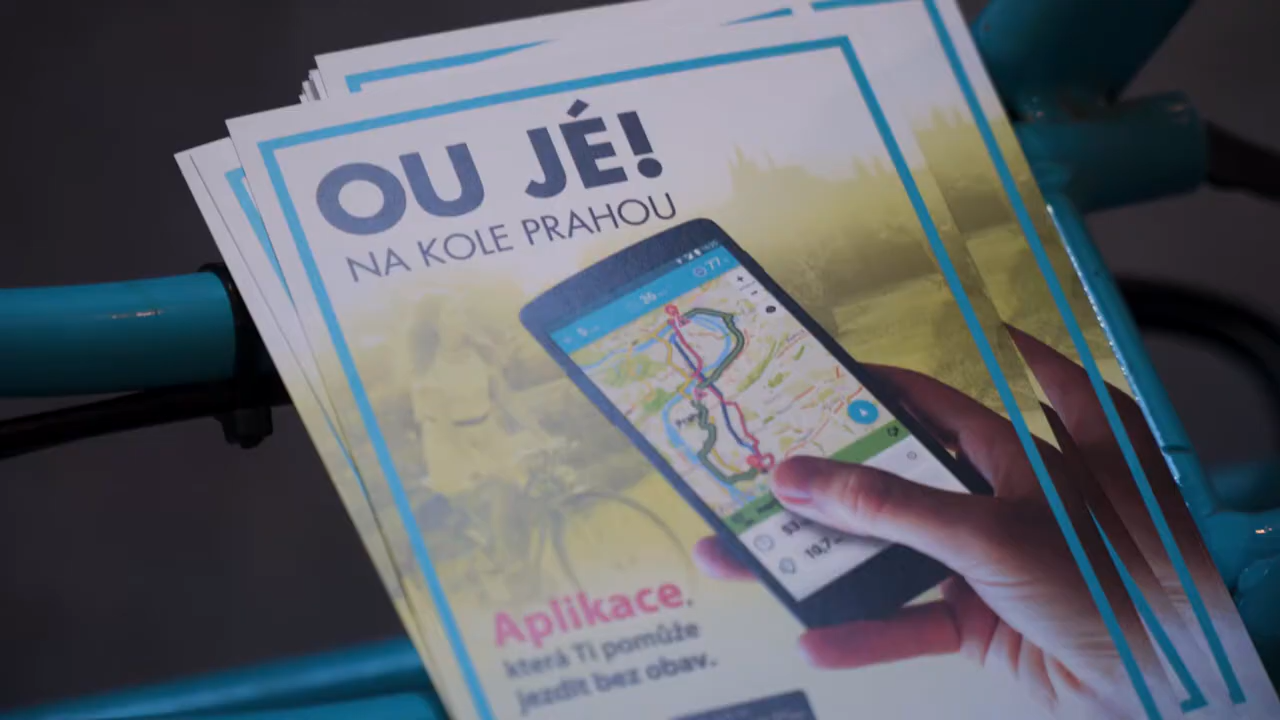 OU JÉ!
NA KOLE PRAHOU
Aplikace.
která Ti pomůže
jezdit bez obav.